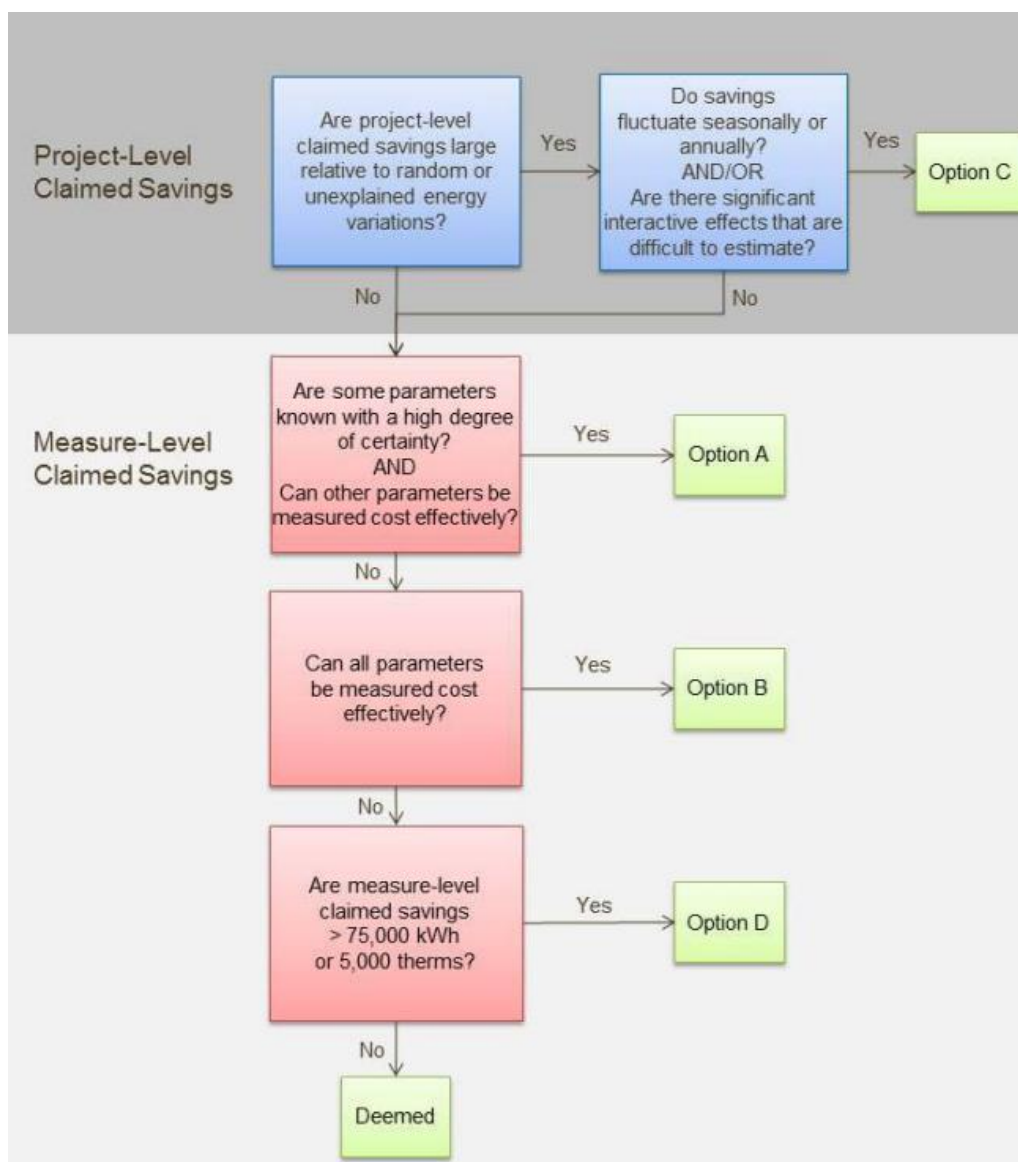 Project-Level
Claimed Savings
Are project-level
claimed savings large
relative to random or
unexplained energy
variations?
Yes
Do savings
fluctuate seasonally or
annually?
AND/OR
Are there significant
interactive effects that are
difficult to estimate?
Yes
Option C
No
No
Measure-Level
Claimed Savings
Are some parameters
known with a high degree
of certainty?
AND
Can other parameters be
measured cost effectively?
Yes
Option A
No
Can all parameters
be measured cost
effectively?
Yes
Option B
No
Are measure-level
claimed savings
> 75,000 kWh
or 5,000 therms?
Yes
Option D
No
Deemed